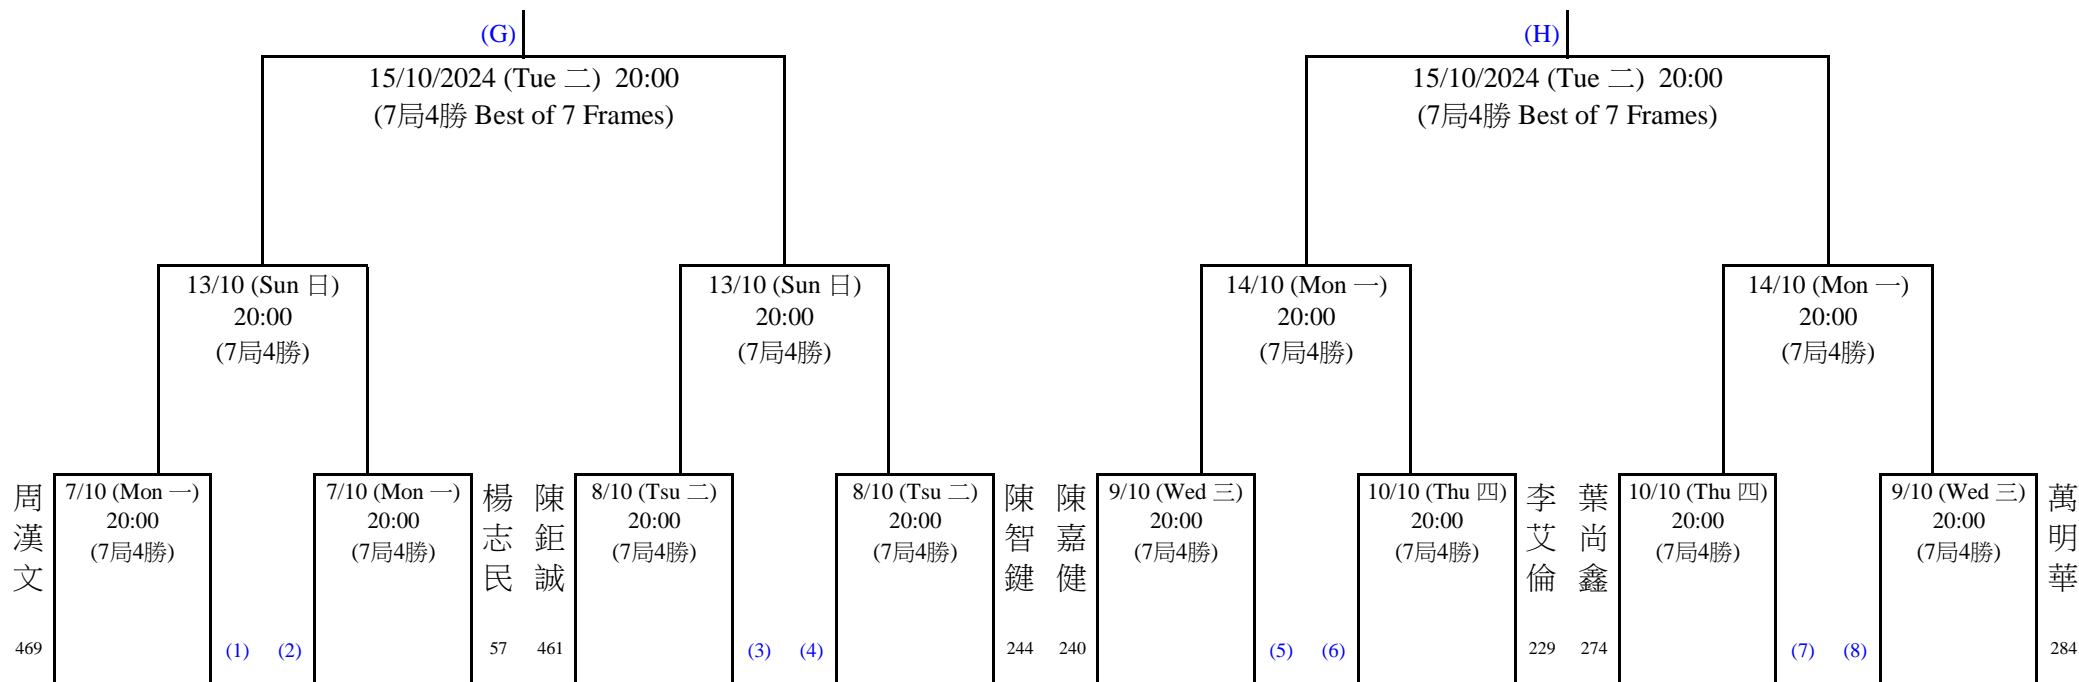 (G)
(H)
15/10/2024 (Tue 二) 20:00
(7局4勝 Best of 7 Frames)
15/10/2024 (Tue 二) 20:00
(7局4勝 Best of 7 Frames)
13/10 (Sun 日)
20:00
(7局4勝)
13/10 (Sun 日)
20:00
(7局4勝)
14/10 (Mon 一)
20:00
(7局4勝)
14/10 (Mon 一)
20:00
(7局4勝)
周漢文
469
7/10 (Mon 一)
20:00
(7局4勝)
(1)
(2)
7/10 (Mon 一)
20:00
(7局4勝)
楊志民
57
陳鉅誠
461
8/10 (Tsu 二)
20:00
(7局4勝)
(3)
(4)
8/10 (Tsu 二)
20:00
(7局4勝)
陳智鍵
244
陳嘉健
240
9/10 (Wed 三)
20:00
(7局4勝)
(5)
(6)
10/10 (Thu 四)
20:00
(7局4勝)
李艾倫
229
葉尚鑫
274
10/10 (Thu 四)
20:00
(7局4勝)
(7)
(8)
9/10 (Wed 三)
20:00
(7局4勝)
萬明華
284